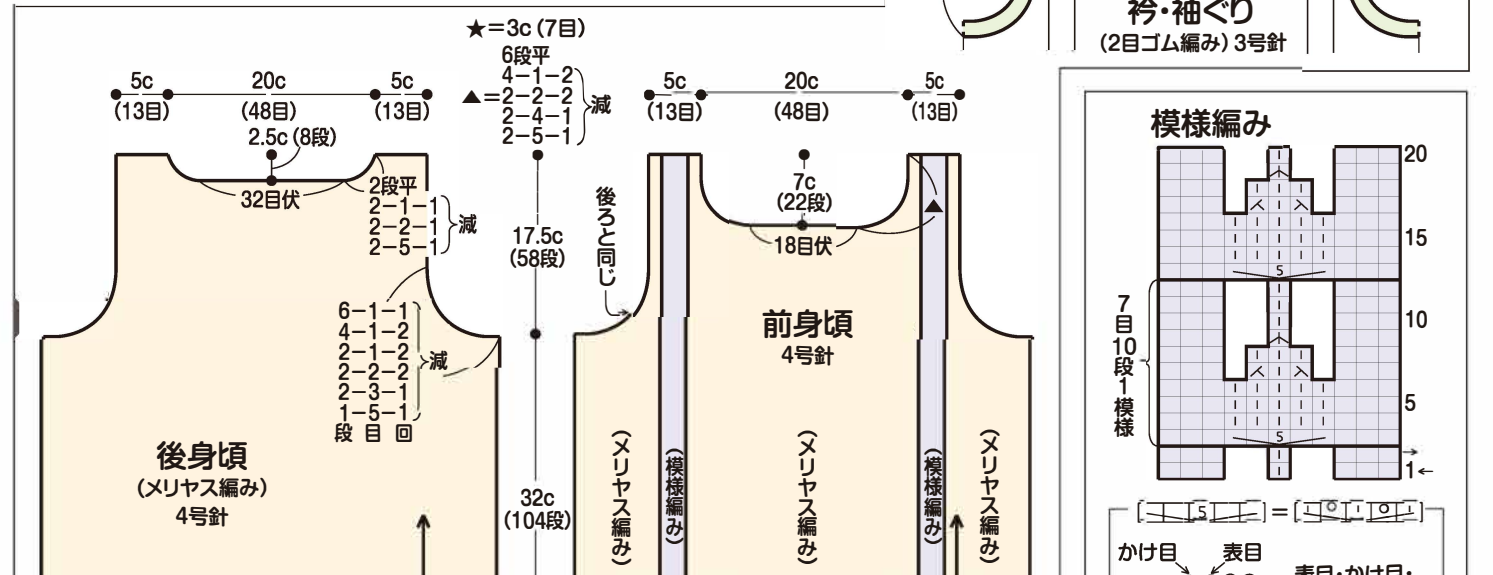 衿・袖ぐり
(2目ゴム編み) 3号針
★=3c (7目)
6段平
4-1-2
▲=2-2-2
2-4-1
2-5-1
減
5c
(13目)
20c
(48目)
5c
(13目)
2.5c (8段)
32目伏
2段平
2-1-1
2-2-1
2-5-1
減
6-1-1
4-1-2
2-1-2
2-2-2
2-3-1
1-5-1
段 目 回
減
後身頃
(メリヤス編み)
4号針
17.5c
(58段)
32c
(104段)
5c
(13目)
20c
(48目)
5c
(13目)
後ろと同じ
7c
(22段)
18目伏
▲
前身頃
4号針
(メリヤス編み)
(模様編み)
(メリヤス編み)
(模様編み)
(メリヤス編み)
模様編み
20
15
10
5
1
5
5
7目10段1模様
5
=
かけ目
表目
表目・かけ目・